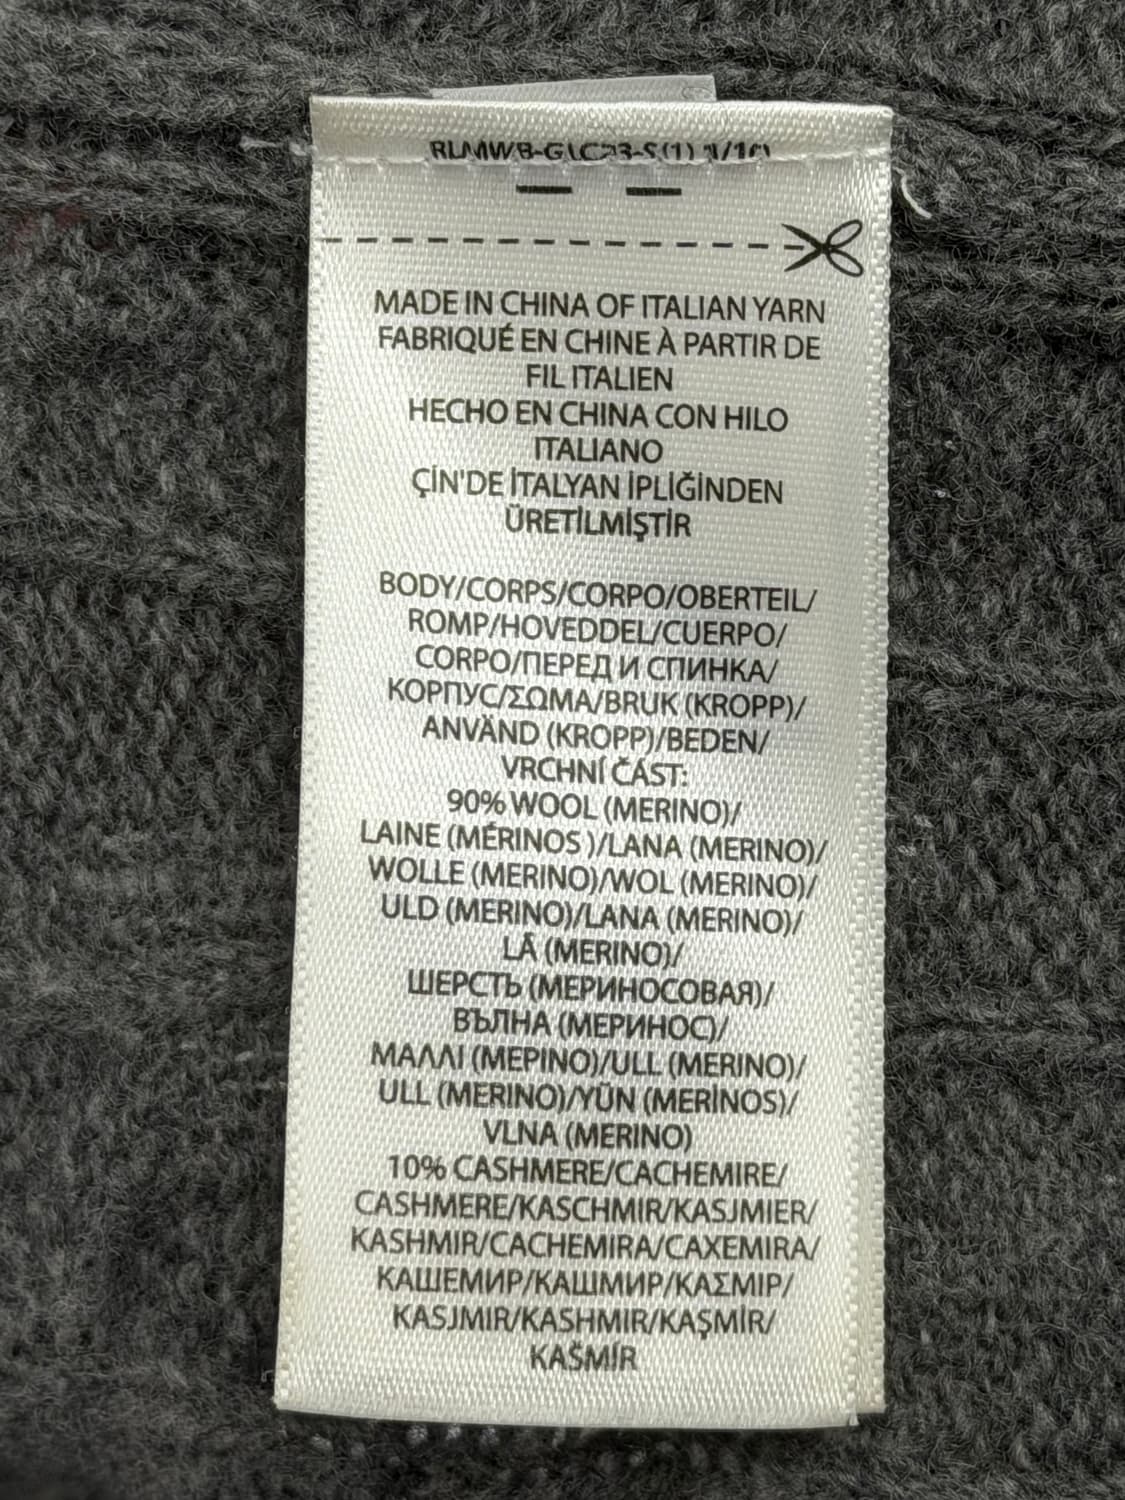 MADE IN CHINA OF ITALIAN YARN
FABRIQUÉ EN CHINE À PARTIR DE
FIL ITALIEN
HECHO EN CHINA CON HILO
ITALIANO
ÇİN'DE İTALYAN İPLİĞİNDEN
ÜRETİLMİŞTİR
BODY/CORPS/CORPO/OBERTEIL/
ROMP/HOVEDDEL/CUERPO/
CORPO/ПЕРЕД И СПИНКА/
КОРПУС/ΣΩΜΑ/BRUK (KROPP)/
ANVÄND (KROPP)/BEDEN/
VRCHNÍ ČÁST:
90% WOOL (MERINO)/
LAINE (MÉRINOS )/LANA (MERINO)/
WOLLE (MERINO)/WOL (MERINO)/
ULD (MERINO)/LANA (MERINO)/
LÃ (MERINO)/
ШЕРСТЬ (МЕРИНОСОВАЯ)/
ВЪЛНА (МЕРИНОС)/
ΜΑΛΛΙ (ΜΕΡΙΝΟ)/ULL (MERINO)/
ULL (MERINO)/YÜN (MERİNOS)/
VLNA (MERINO)
10% CASHMERE/CACHEMIRE/
CASHMERE/KASCHMIR/KASJMIER/
KASHMIR/CACHEMIRA/CAXEMIRA/
КАШЕМИР/КАШМИР/ΚΑΣΜΙΡ/
KASJMIR/KASHMIR/KAŞMİR/
KAŠMÍR